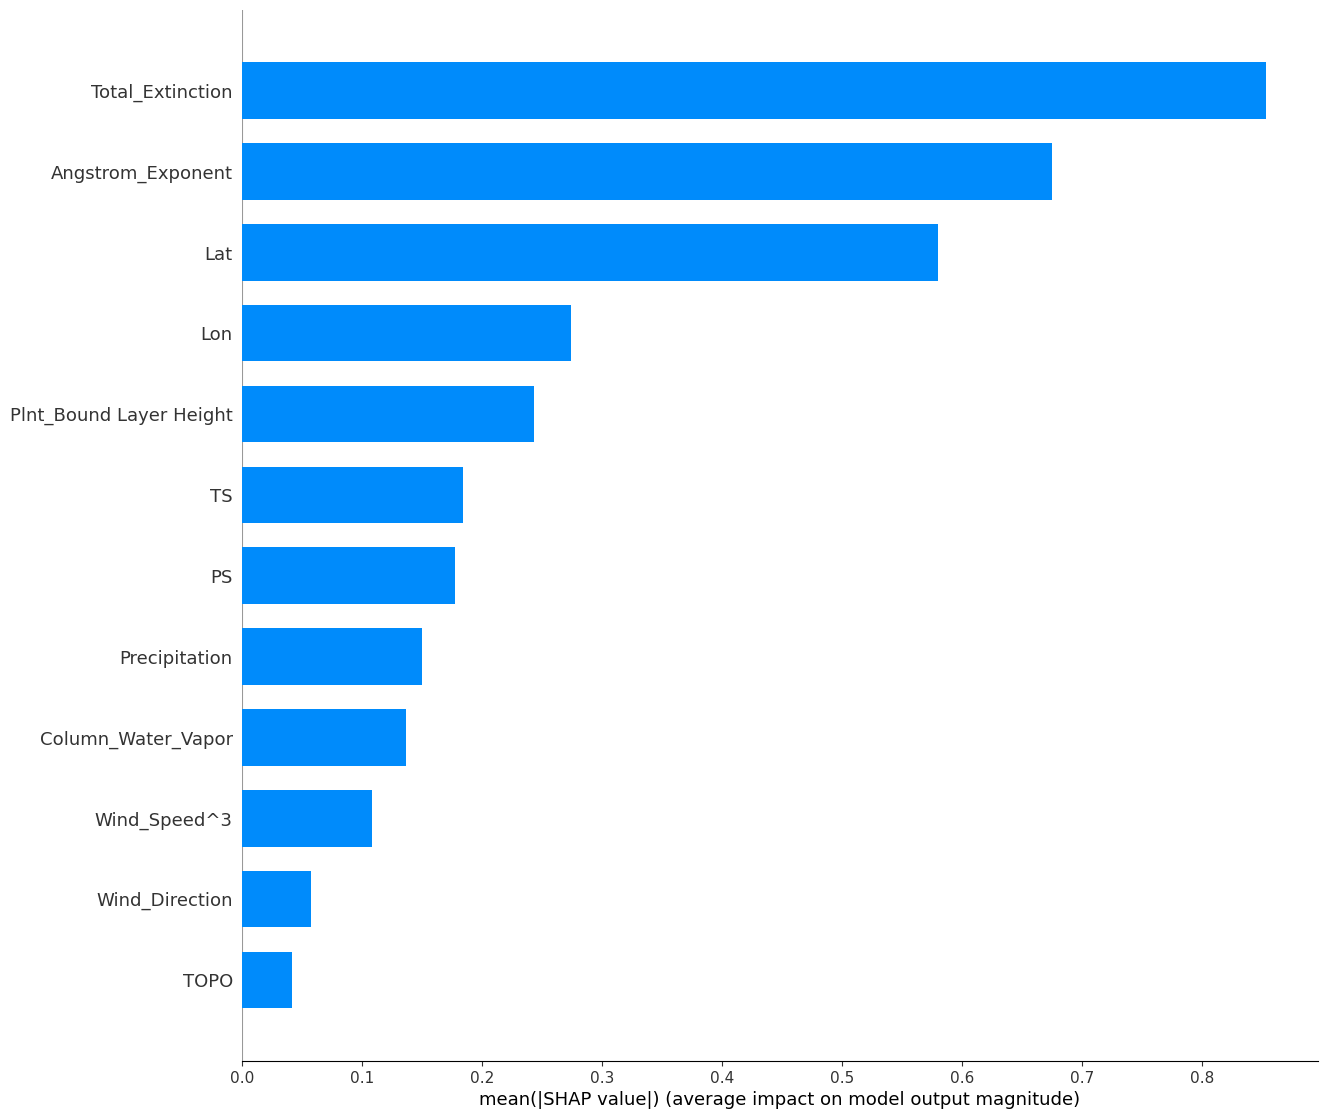 Total_Extinction
Angstrom_Exponent
Lat
Lon
Plnt_Bound Layer Height
TS
PS
Precipitation
Column_Water_Vapor
Wind_Speed^3
Wind_Direction
TOPO
0.0 0.1 0.2 0.3 0.4 0.5 0.6 0.7 0.8
mean(|SHAP value|) (average impact on model output magnitude)